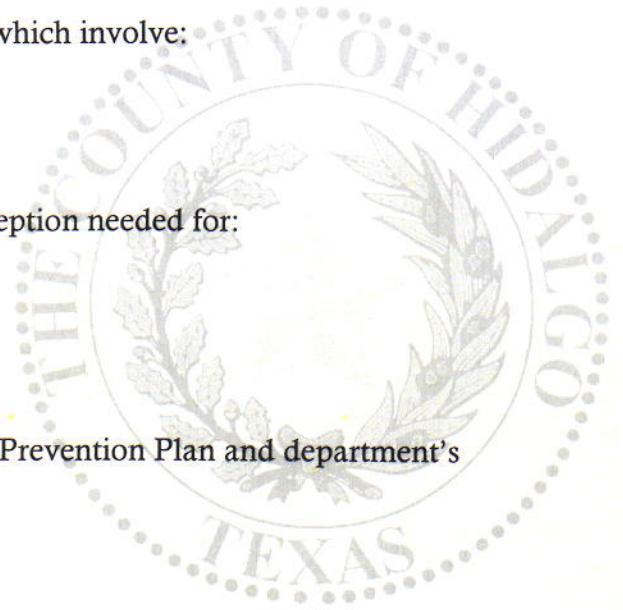 which involve:
THE COUNTY OF HIDALGO
eption needed for:
Prevention Plan and department's
TEXAS